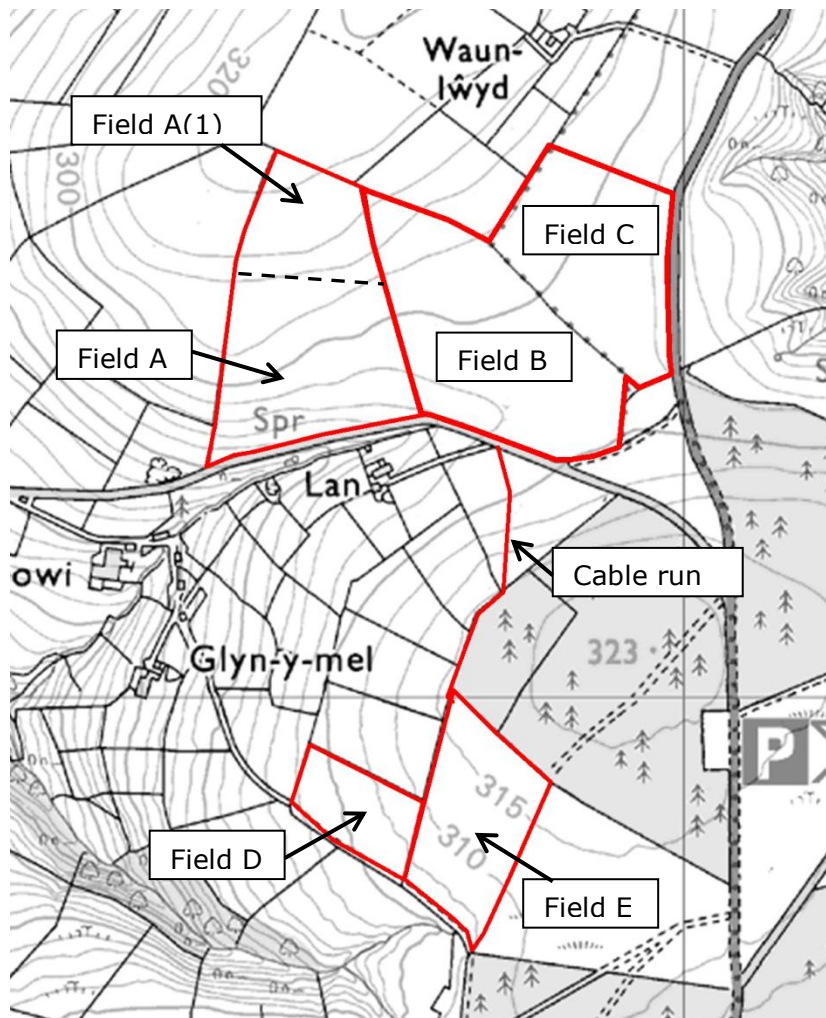 320
Waun-
lŵyd
Field A(1)
300
Field C
Field B
Field A
Spr
Lan
Cable run
owi
323
Glyn-y-mel
P
315
310
Field D
Field E